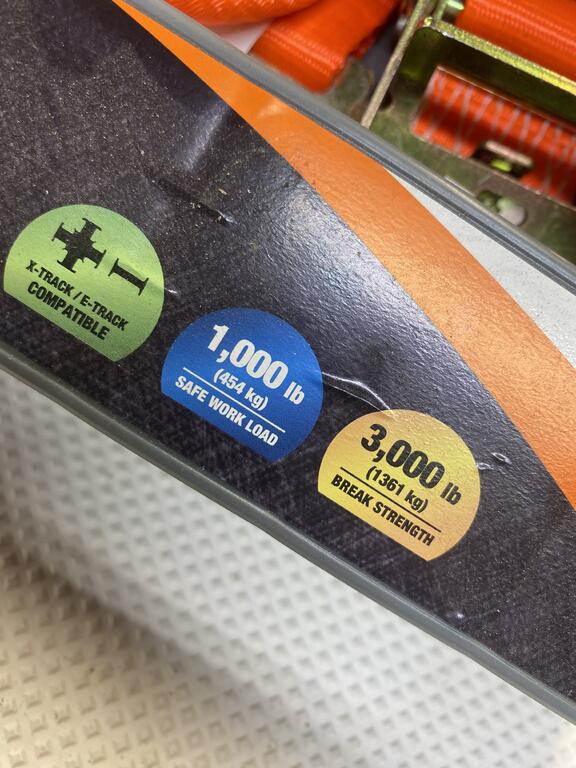 X-TRACK / E-TRACK
COMPATIBLE
1,000 lb
(454 kg)
SAFE WORK LOAD
3,000 lb
(1361 kg)
BREAK STRENGTH